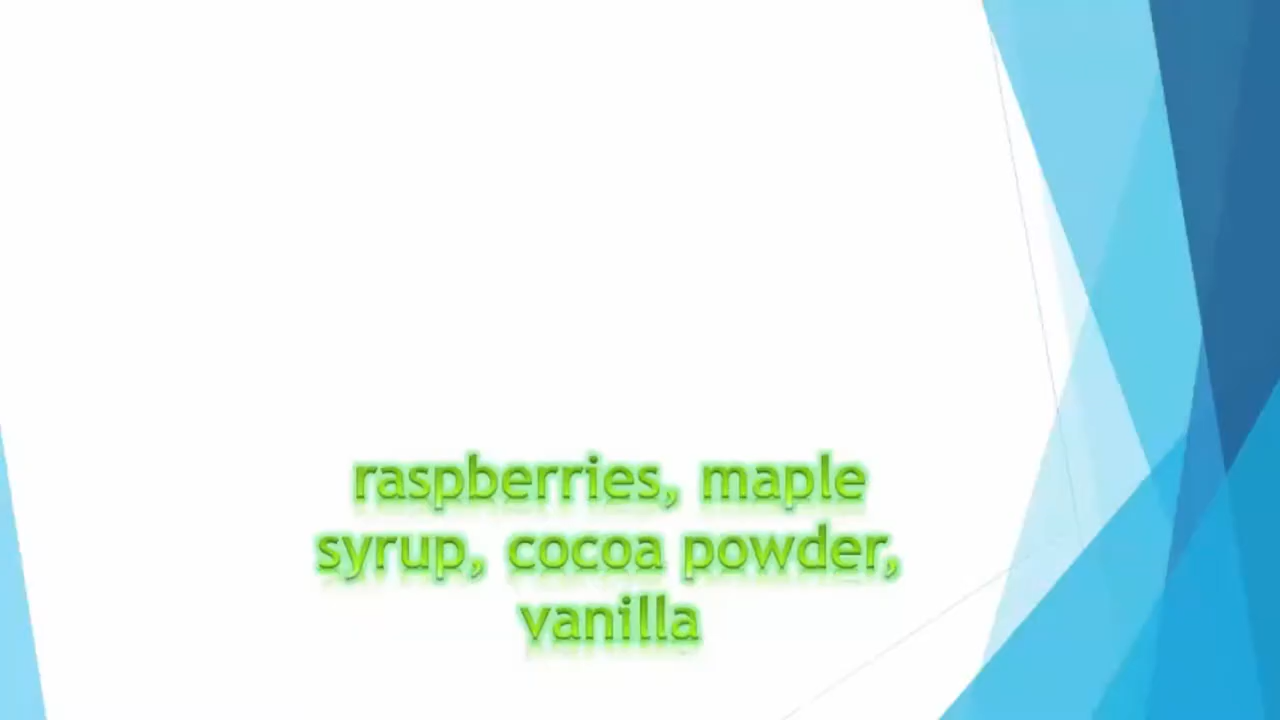 raspberries, maple
syrup, cocoa powder,
vanilla